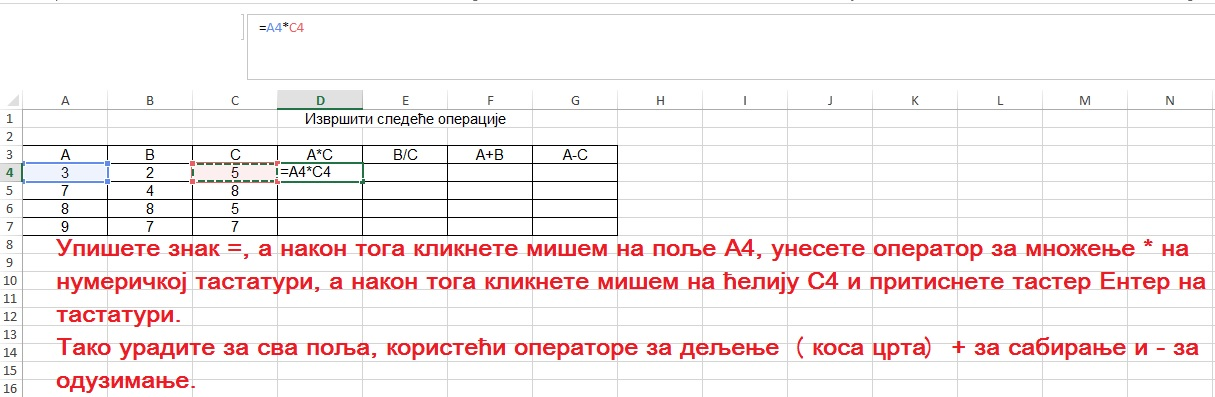 =A4*C4
A B C D E F G H I J K L M N
1 Извршити следеће операције
2
3 A B C A*C B/C A+B A-C
4 3 2 5 =A4*C4
5 7 4 8
6 8 8 5
7 9 7 7
8 Упишете знак =, а након тога кликнете мишем на поље А4, унесете оператор за множење * на
9
10 нумеричкој тастатури, а након тога кликнете мишем на ћелију С4 и притиснете тастер Ентер на
11
12 тастатури.
13
14 Тако урадите за сва поља, користећи операторе за дељење ( коса црта) + за сабирање и - за
15
16 одузимање.